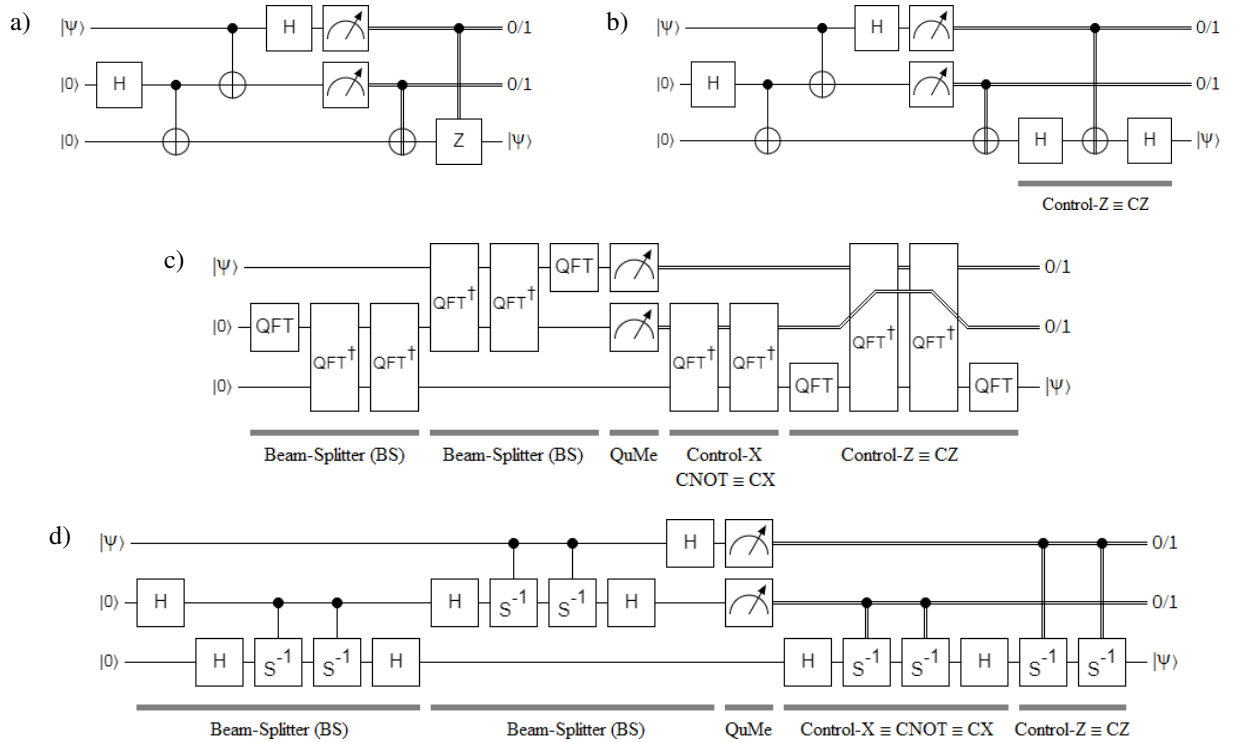 a) b)
|Ψ⟩ H 0/1 |Ψ⟩ H 0/1
|0⟩ H 0/1 |0⟩ H 0/1
|0⟩ Z |Ψ⟩ |0⟩ H H |Ψ⟩
Control-Z ≡ CZ
c)
|Ψ⟩ QFT† QFT† QFT QFT† QFT† 0/1
|0⟩ QFT QFT† QFT† QFT† QFT† 0/1
|0⟩ QFT QFT |Ψ⟩
Beam-Splitter (BS) Beam-Splitter (BS) QuMe Control-X Control-Z ≡ CZ
CNOT ≡ CX
d)
|Ψ⟩ H 0/1
|0⟩ H H S⁻¹ S⁻¹ H 0/1
|0⟩ H S⁻¹ S⁻¹ H H S⁻¹ S⁻¹ H S⁻¹ S⁻¹ |Ψ⟩
Beam-Splitter (BS) Beam-Splitter (BS) QuMe Control-X ≡ CNOT ≡ CX Control-Z ≡ CZ